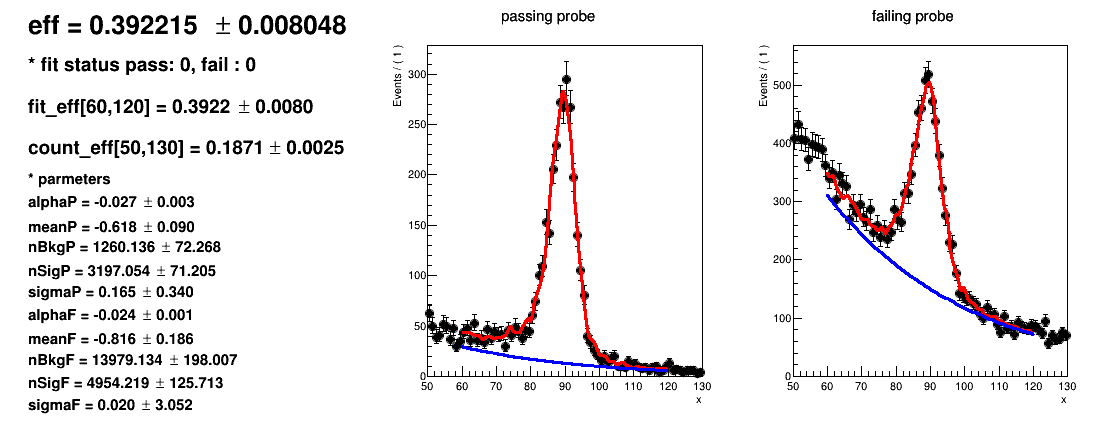 eff = 0.392215 ± 0.008048
* fit status pass: 0, fail : 0
fit_eff[60,120] = 0.3922 ± 0.0080
count_eff[50,130] = 0.1871 ± 0.0025
* parmeters
alphaP = -0.027 ± 0.003
meanP = -0.618 ± 0.090
nBkgP = 1260.136 ± 72.268
nSigP = 3197.054 ± 71.205
sigmaP = 0.165 ± 0.340
alphaF = -0.024 ± 0.001
meanF = -0.816 ± 0.186
nBkgF = 13979.134 ± 198.007
nSigF = 4954.219 ± 125.713
sigmaF = 0.020 ± 3.052
passing probe
Events / ( 1 )
300
250
200
150
100
50
0
50 60 70 80 90 100 110 120 130
x
failing probe
Events / ( 1 )
500
400
300
200
100
0
50 60 70 80 90 100 110 120 130
x